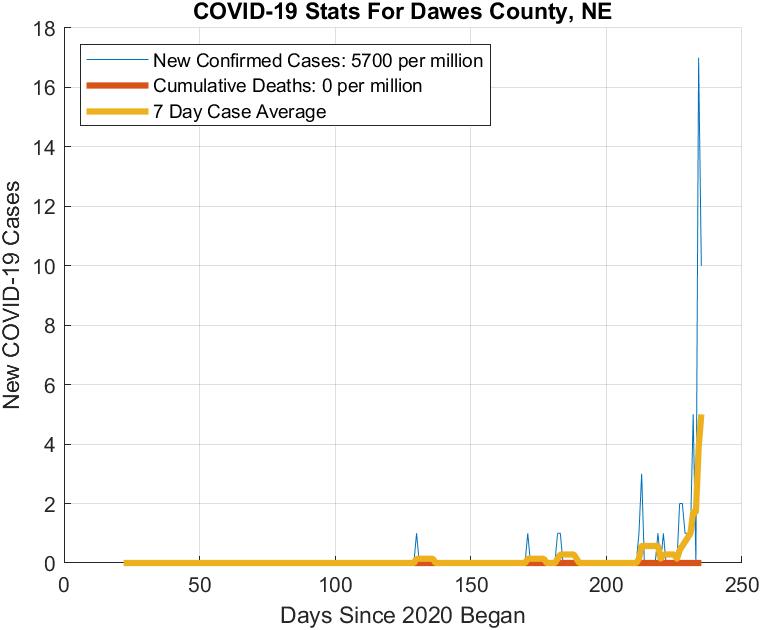 COVID-19 Stats For Dawes County, NE
New Confirmed Cases: 5700 per million
Cumulative Deaths: 0 per million
7 Day Case Average
New COVID-19 Cases
18
16
14
12
10
8
6
4
2
0
0 50 100 150 200 250
Days Since 2020 Began